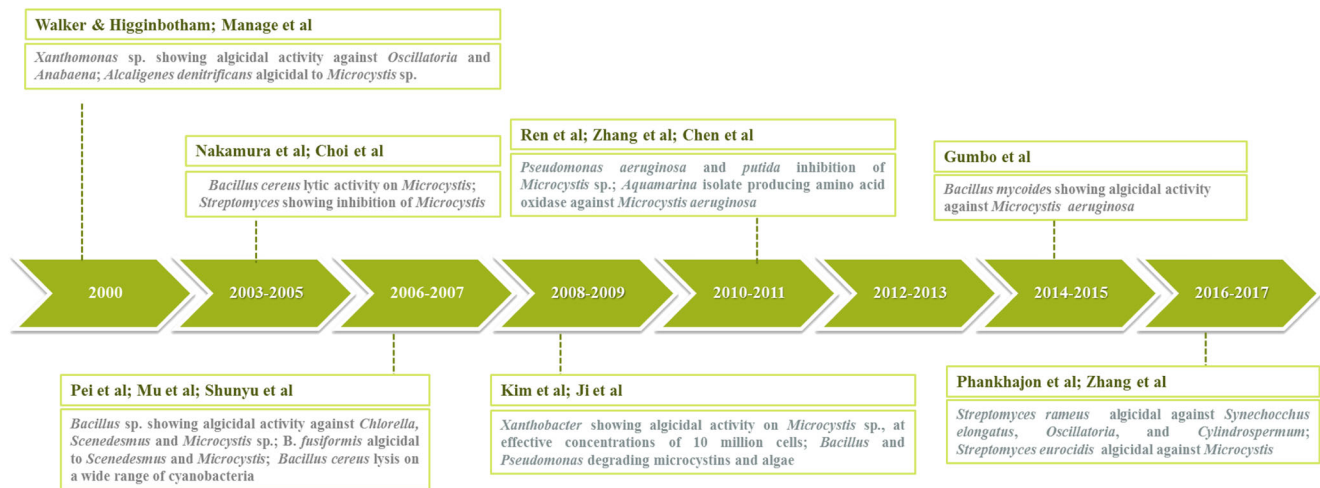 Walker & Higginbotham; Manage et al
Xanthomonas sp. showing algicidal activity against Oscillatoria and
Anabaena; Alcaligenes denitrificans algicidal to Microcystis sp.
Nakamura et al; Choi et al
Bacillus cereus lytic activity on Microcystis;
Streptomyces showing inhibition of Microcystis
Ren et al; Zhang et al; Chen et al
Pseudomonas aeruginosa and putida inhibition of
Microcystis sp.; Aquamarina isolate producing amino acid
oxidase against Microcystis aeruginosa
Gumbo et al
Bacillus mycoides showing algicidal activity
against Microcystis aeruginosa
2000
2003-2005
2006-2007
2008-2009
2010-2011
2012-2013
2014-2015
2016-2017
Pei et al; Mu et al; Shunyu et al
Bacillus sp. showing algicidal activity against Chlorella,
Scenedesmus and Microcystis sp.; B. fusiformis algicidal
to Scenedesmus and Microcystis; Bacillus cereus lysis on
a wide range of cyanobacteria
Kim et al; Ji et al
Xanthobacter showing algicidal activity on Microcystis sp., at
effective concentrations of 10 million cells; Bacillus and
Pseudomonas degrading microcystins and algae
Phankhajon et al; Zhang et al
Streptomyces rameus algicidal against Synechocchus
elongatus, Oscillatoria, and Cylindrospermum;
Streptomyces eurocidis algicidal against Microcystis